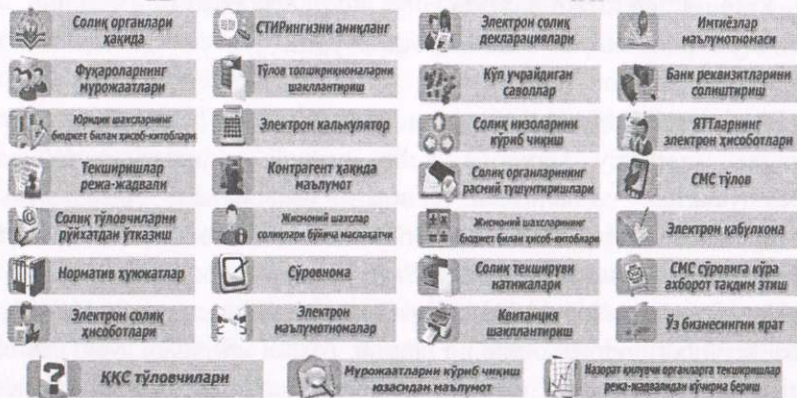 Солиқ органлари
ҳақида
СТИРингизни аниқланг
Электрон солиқ
декларациялари
Имтиёзлар
маълумотномаси
Фуқароларнинг
мурожаатлари
Тўлов топшириқномаларни
шакллантириш
Кўп учрайдиган
саволлар
Банк реквизитларини
солиштириш
Юридик шахсларнинг
бюджет билан ҳисоб-китоблари
Электрон калькулятор
Солиқ низоларини
кўриб чиқиш
ЯТТларнинг
электрон ҳисоботлари
Текширишлар
режа-жадвали
Контрагент ҳақида
маълумот
Солиқ органларининг
расмий тушунтиришлари
СМС тўлов
Солиқ тўловчиларни
рўйхатдан ўтказиш
Жисмоний шахслар
солиқлари бўйича маслаҳатчи
Жисмоний шахсларининг
бюджет билан ҳисоб-китоблари
Электрон қабулхона
Норматив ҳужжатлар
Сўровнома
Солиқ текшируви
натижалари
СМС сўровига кўра
ахборот тақдим этиш
Электрон солиқ
ҳисоботлари
Электрон
маълумотномалар
Квитанция
шакллантириш
Ўз бизнесингни ярат
ҚҚС тўловчилари
Мурожаатларни кўриб чиқиш
юзасидан маълумот
Назорат қилувчи органларга текширишлар
режа-жадвалидан кўчирма бериш